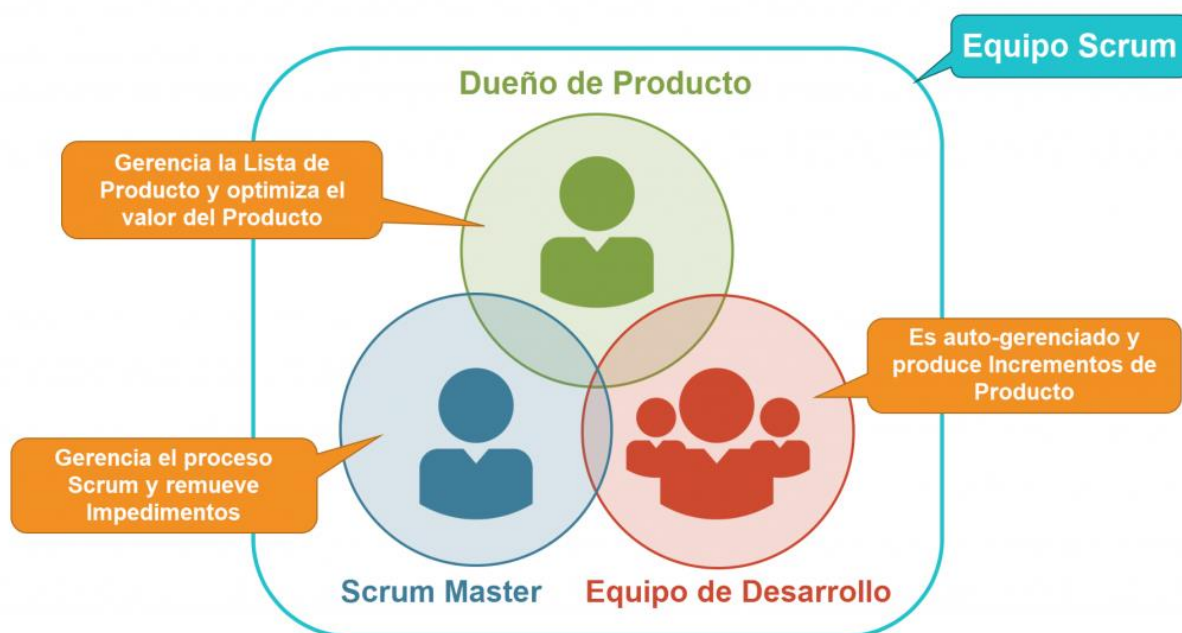 Equipo Scrum
Dueño de Producto
Gerencia la Lista de
Producto y optimiza el
valor del Producto
Es auto-gerenciado y
produce Incrementos de
Producto
Gerencia el proceso
Scrum y remueve
Impedimentos
Scrum Master
Equipo de Desarrollo